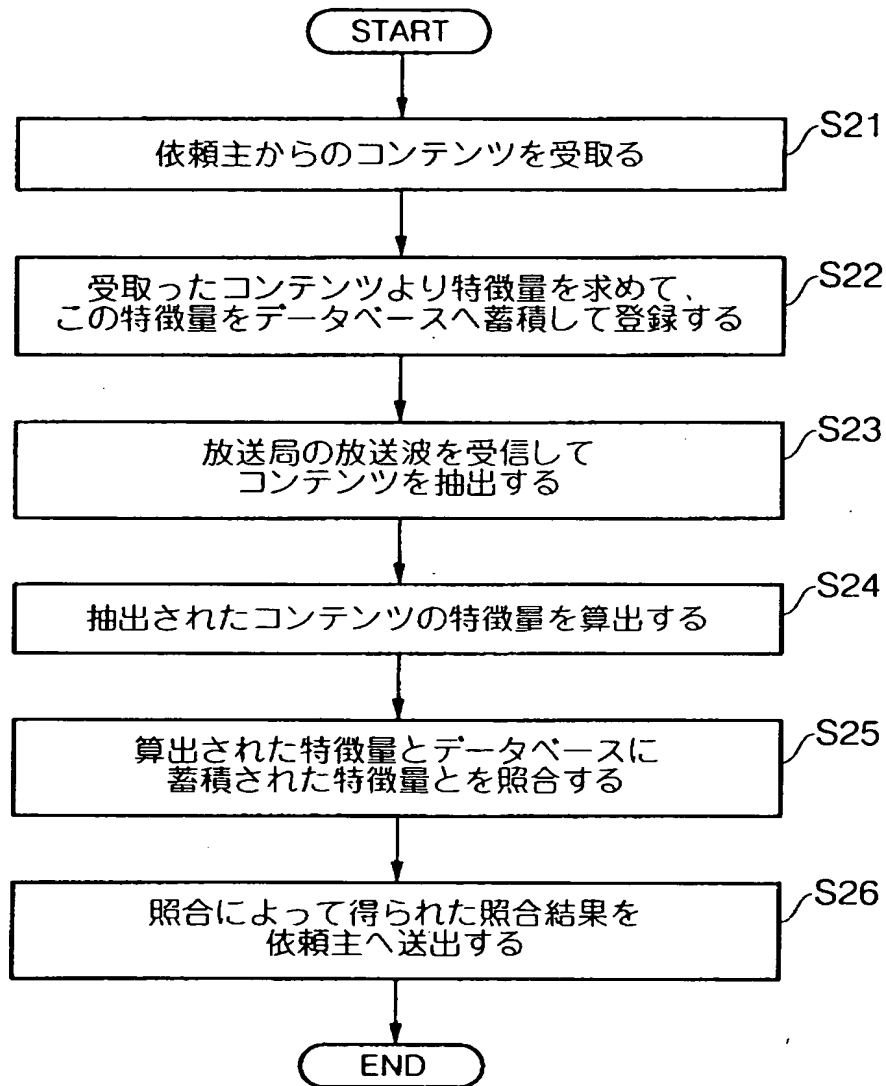 START
S21
依頼主からのコンテンツを受取る
S22
受取ったコンテンツより特徴量を求めて、
この特徴量をデータベースへ蓄積して登録する
S23
放送局の放送波を受信して
コンテンツを抽出する
S24
抽出されたコンテンツの特徴量を算出する
S25
算出された特徴量とデータベースに
蓄積された特徴量とを照合する
S26
照合によって得られた照合結果を
依頼主へ送出する
END